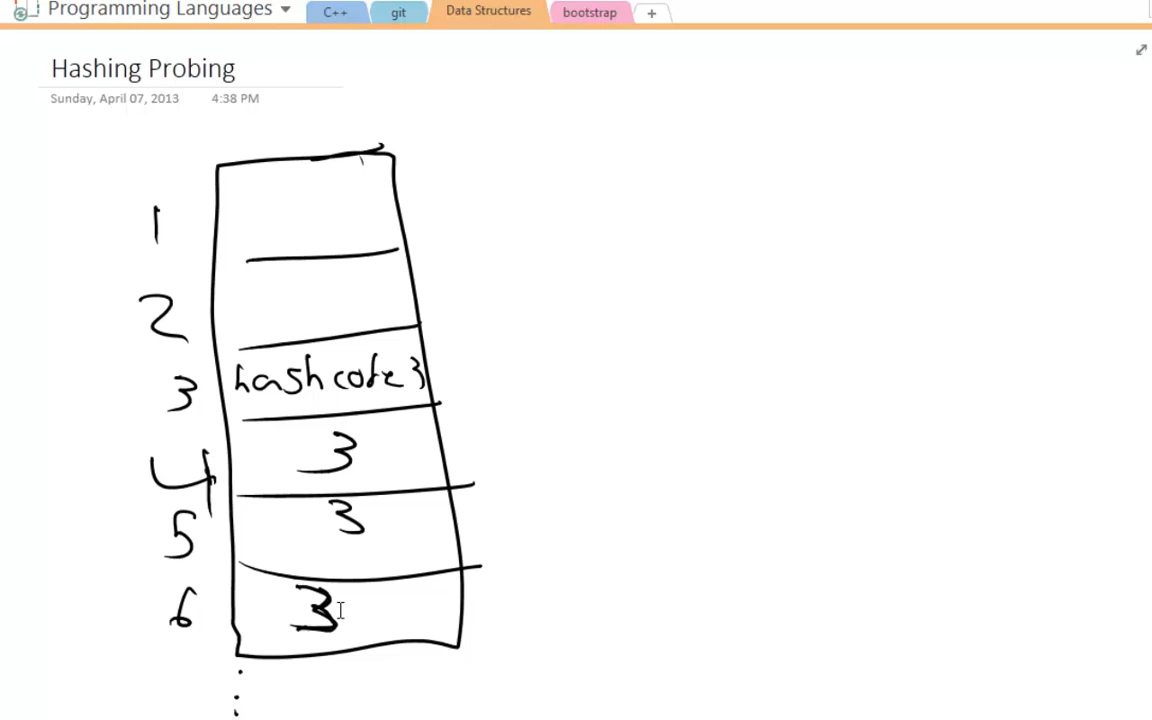 Programming Languages C++ git Data Structures bootstrap +
Hashing Probing
Sunday, April 07, 2013 4:38 PM
1
2
3 hashcode 3
4 3
5 3
6 3